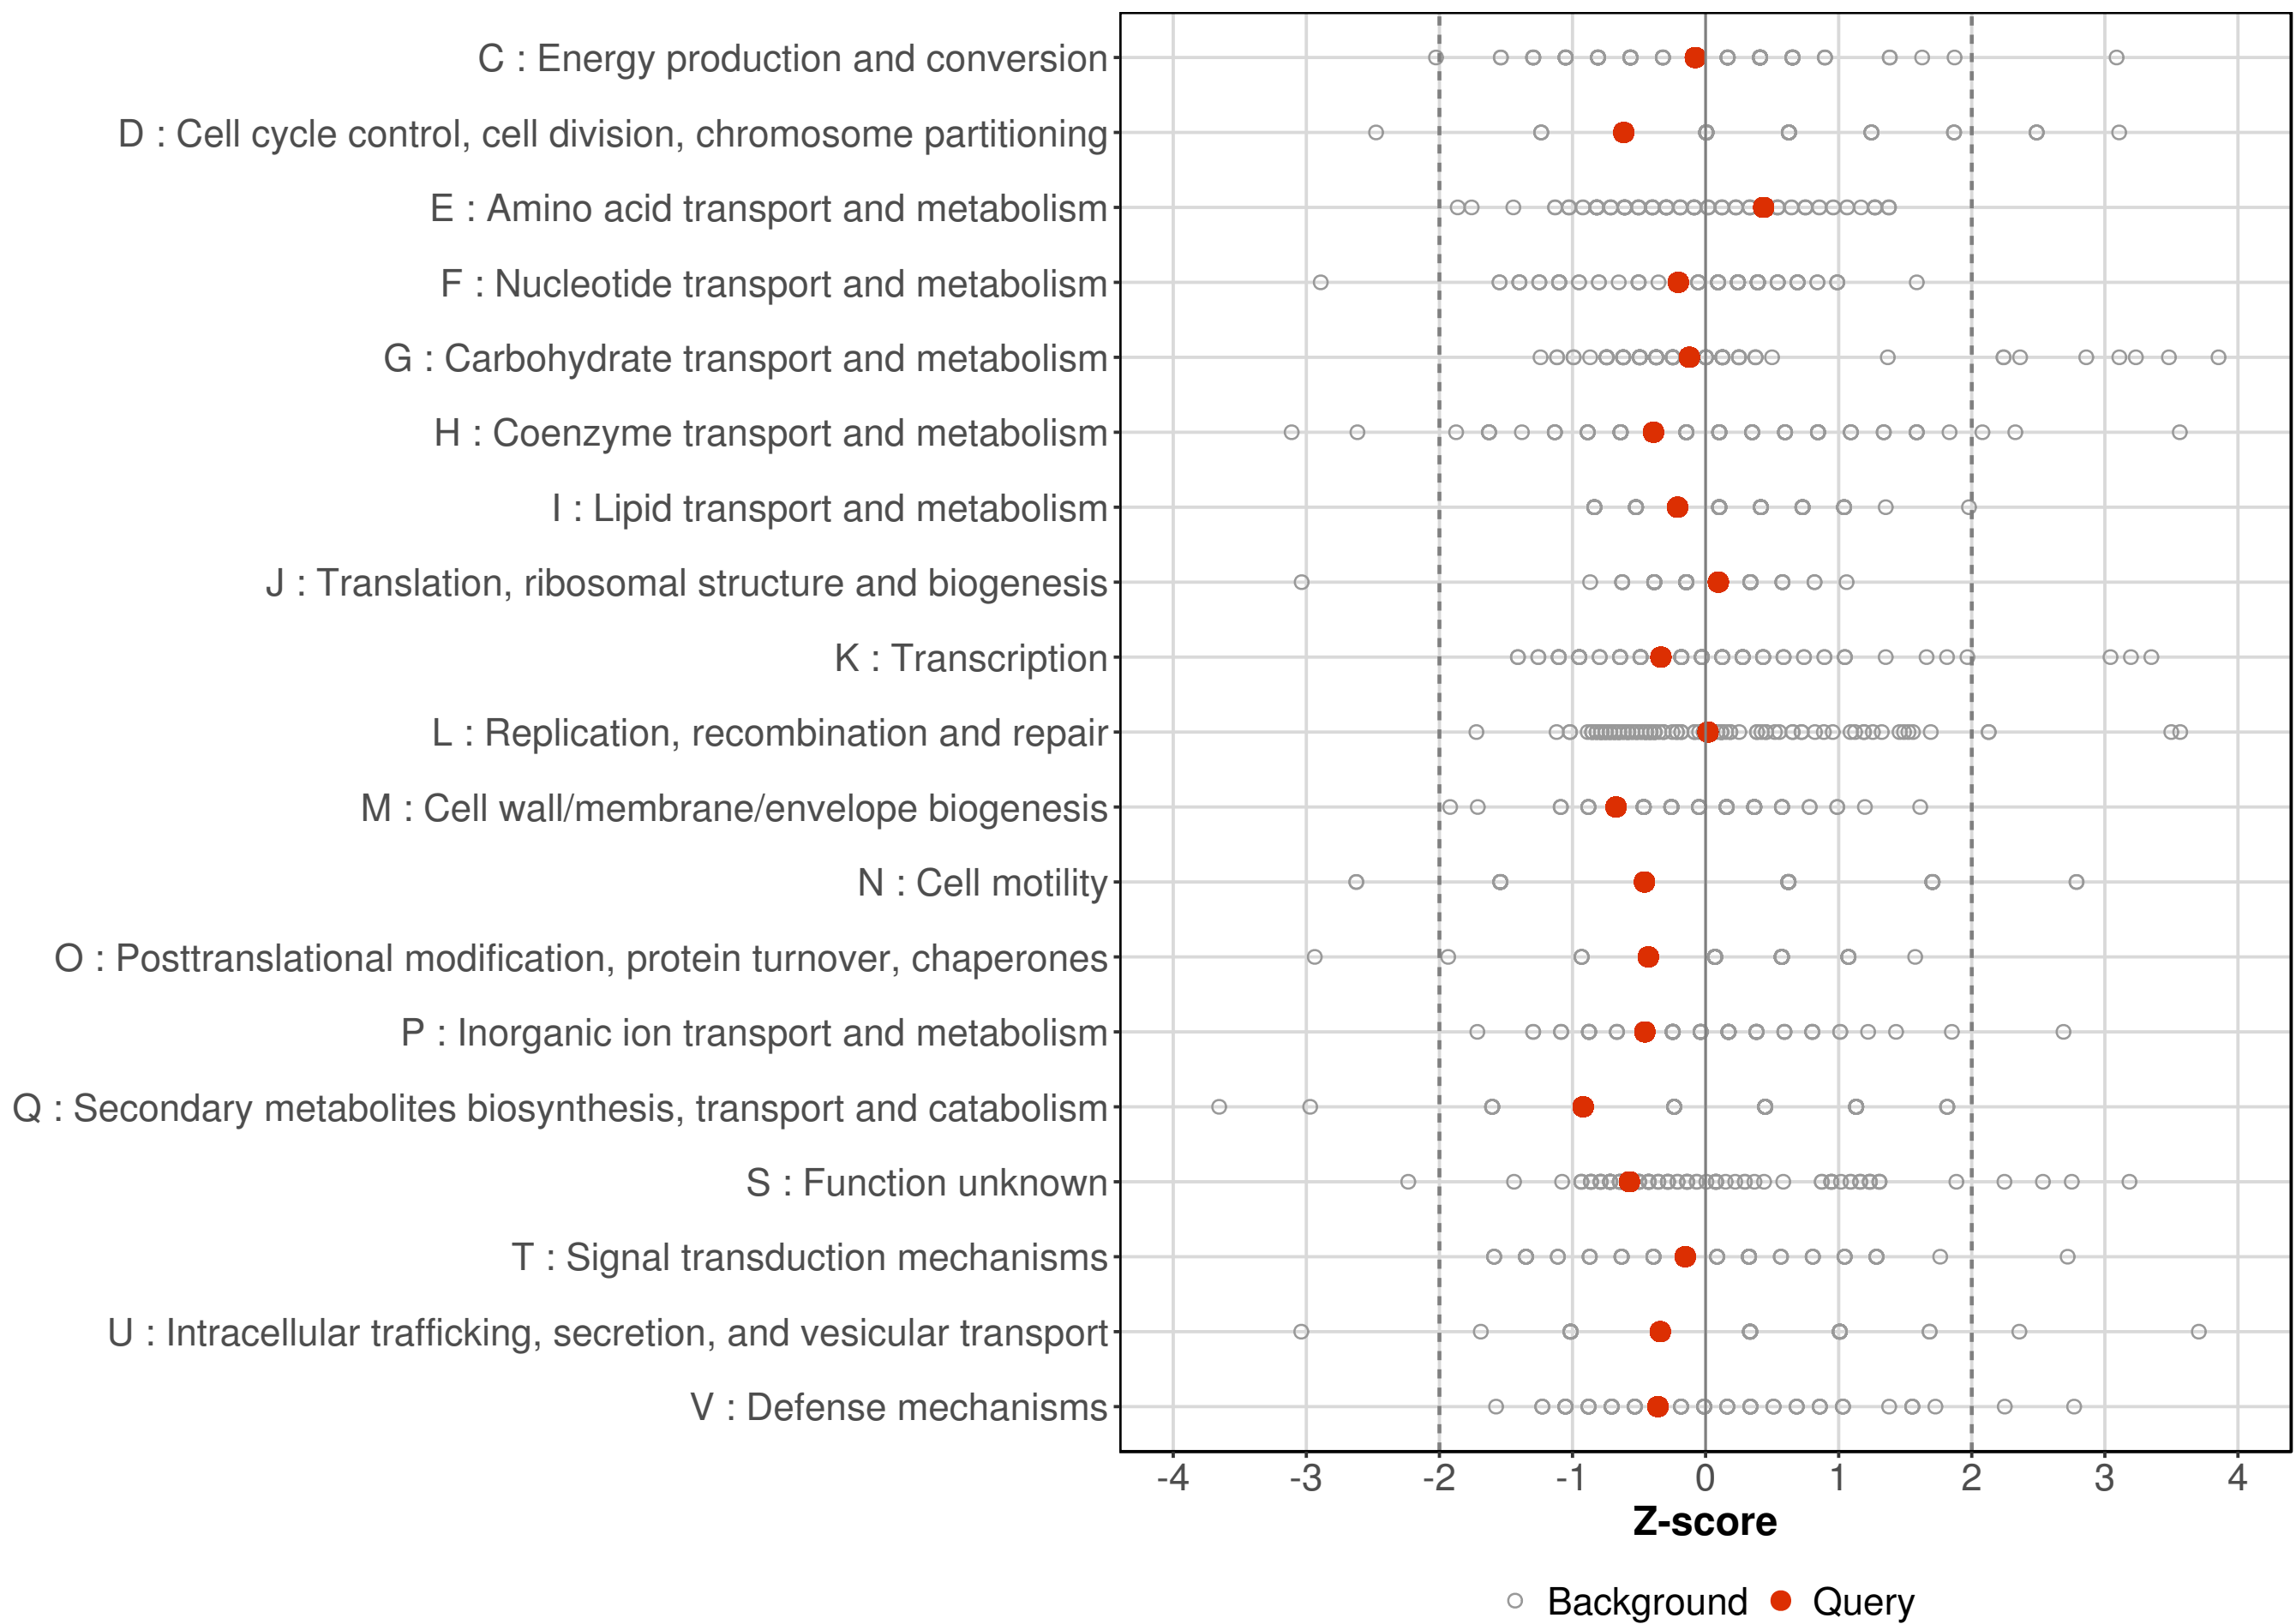 C : Energy production and conversion
D : Cell cycle control, cell division, chromosome partitioning
E : Amino acid transport and metabolism
F : Nucleotide transport and metabolism
G : Carbohydrate transport and metabolism
H : Coenzyme transport and metabolism
I : Lipid transport and metabolism
J : Translation, ribosomal structure and biogenesis
K : Transcription
L : Replication, recombination and repair
M : Cell wall/membrane/envelope biogenesis
N : Cell motility
O : Posttranslational modification, protein turnover, chaperones
P : Inorganic ion transport and metabolism
Q : Secondary metabolites biosynthesis, transport and catabolism
S : Function unknown
T : Signal transduction mechanisms
U : Intracellular trafficking, secretion, and vesicular transport
V : Defense mechanisms
-4 -3 -2 -1 0 1 2 3 4
Z-score
Background Query